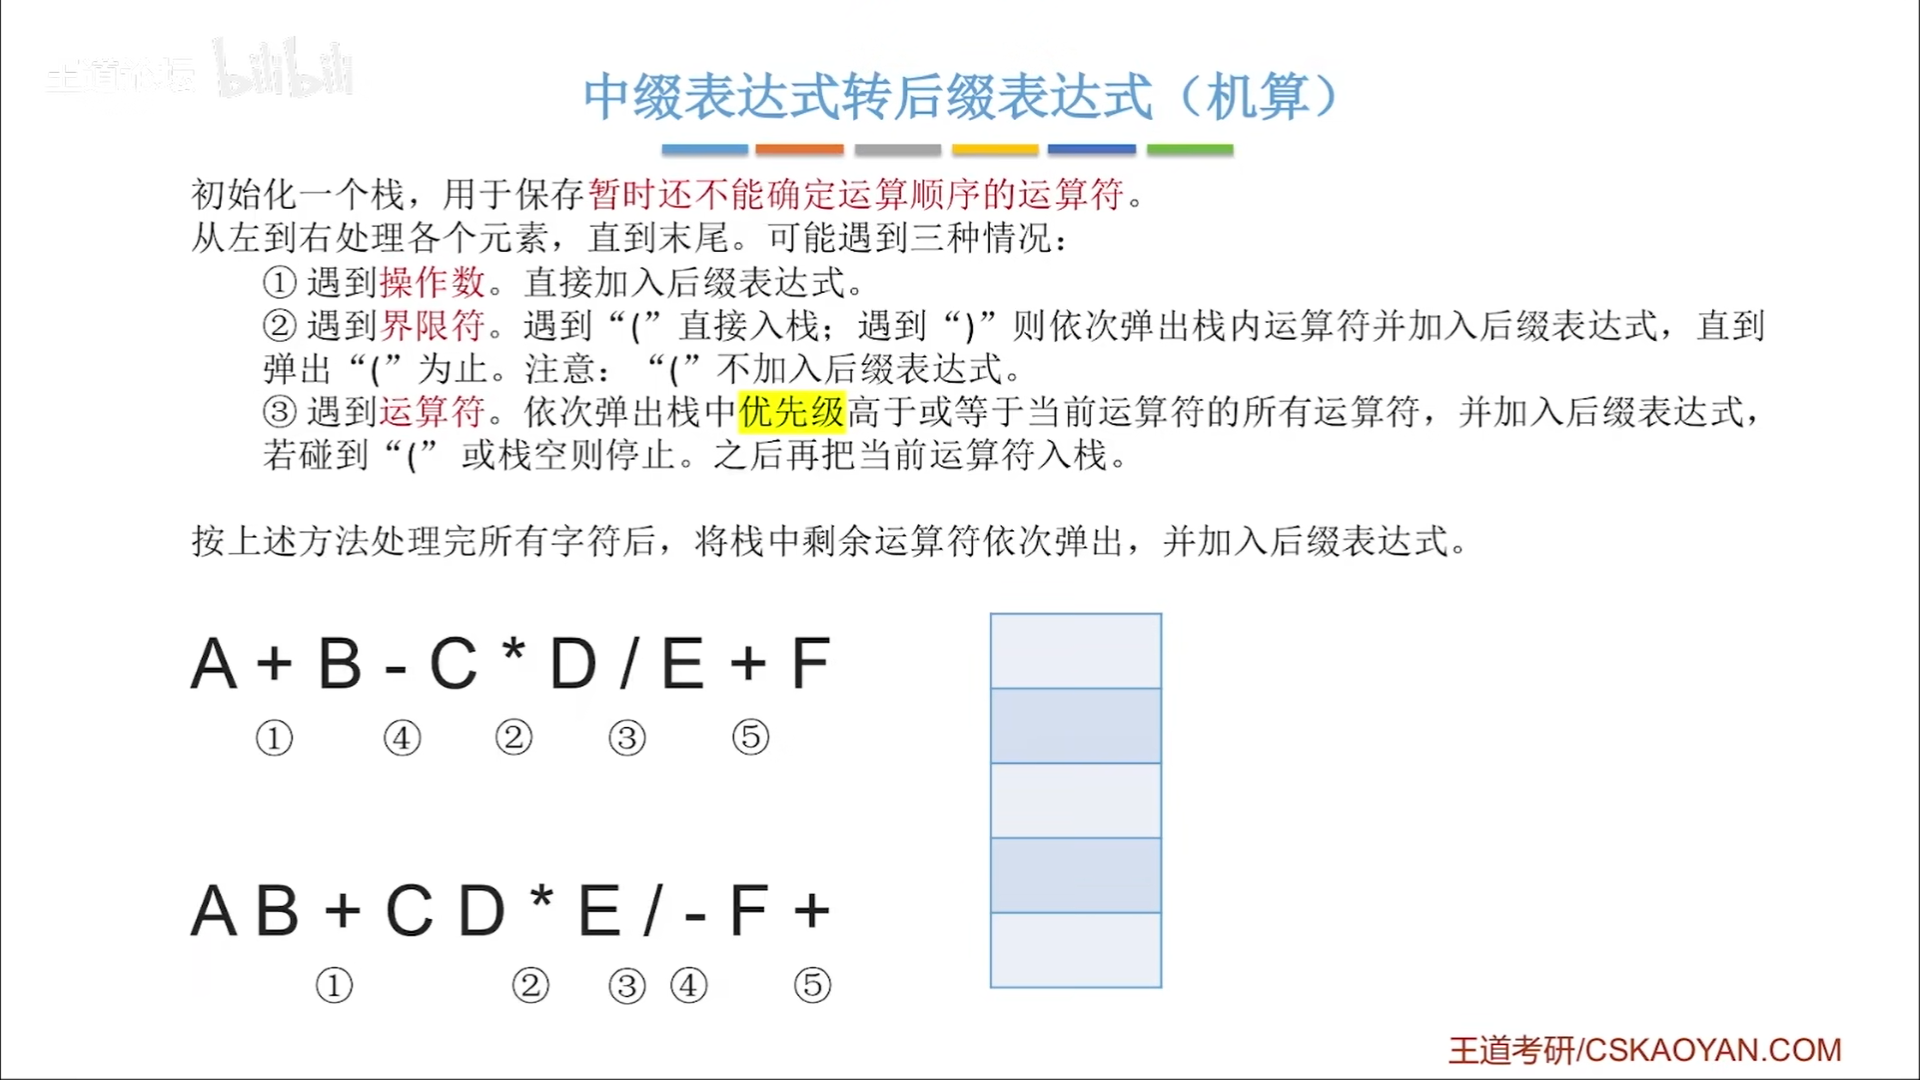 王道论坛 bilibili
中缀表达式转后缀表达式（机算）
初始化一个栈，用于保存暂时还不能确定运算顺序的运算符。
从左到右处理各个元素，直到末尾。可能遇到三种情况：
① 遇到操作数。直接加入后缀表达式。
② 遇到界限符。遇到“(”直接入栈；遇到“)”则依次弹出栈内运算符并加入后缀表达式，直到
弹出“(”为止。注意：“(”不加入后缀表达式。
③ 遇到运算符。依次弹出栈中优先级高于或等于当前运算符的所有运算符，并加入后缀表达式，
若碰到“(” 或栈空则停止。之后再把当前运算符入栈。
按上述方法处理完所有字符后，将栈中剩余运算符依次弹出，并加入后缀表达式。
A + B - C * D / E + F
① ④ ② ③ ⑤
A B + C D * E / - F +
① ② ③ ④ ⑤
王道考研/CSKAOYAN.COM